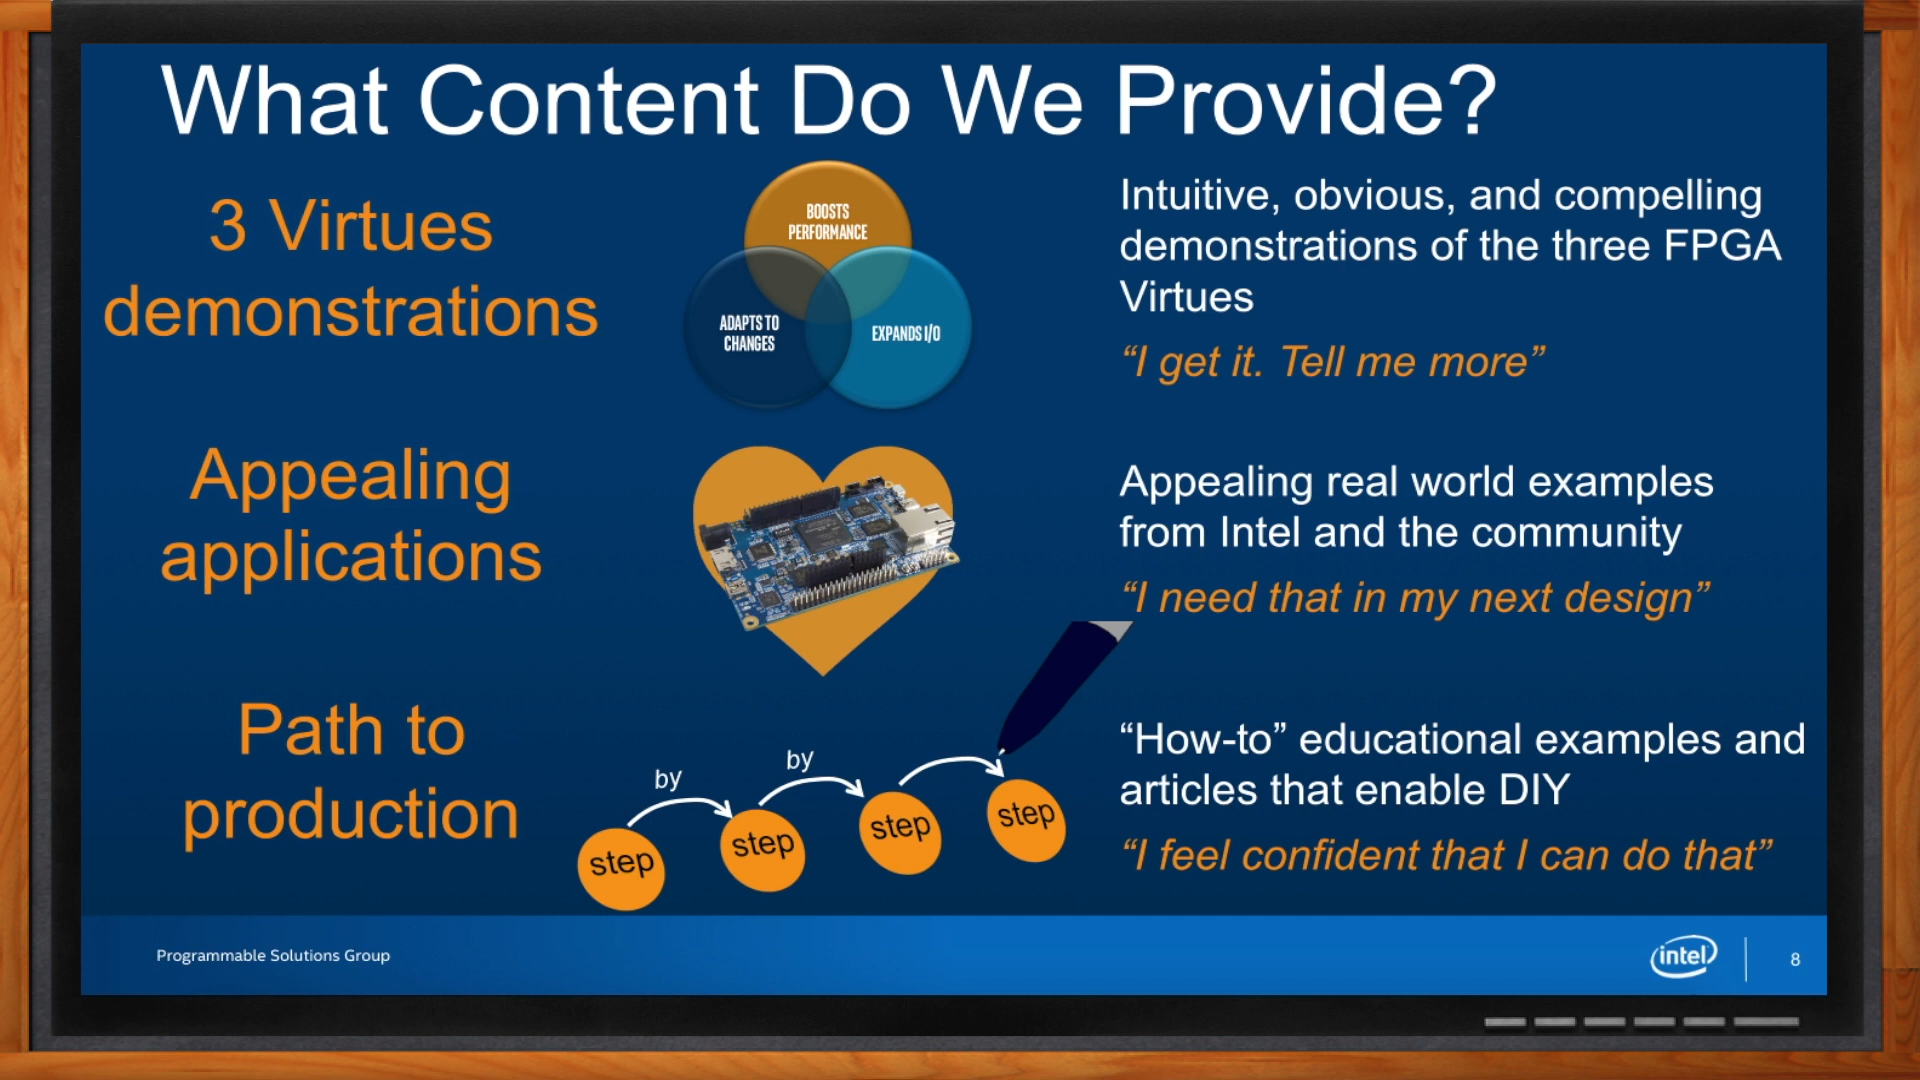 What Content Do We Provide?
3 Virtues
demonstrations
BOOSTS
PERFORMANCE
ADAPTS TO
CHANGES
EXPANDS I/O
Intuitive, obvious, and compelling
demonstrations of the three FPGA
Virtues
“I get it. Tell me more”
Appealing
applications
Appealing real world examples
from Intel and the community
“I need that in my next design”
Path to
production
step
by
step
by
step
step
“How-to” educational examples and
articles that enable DIY
“I feel confident that I can do that”
Programmable Solutions Group
intel
8